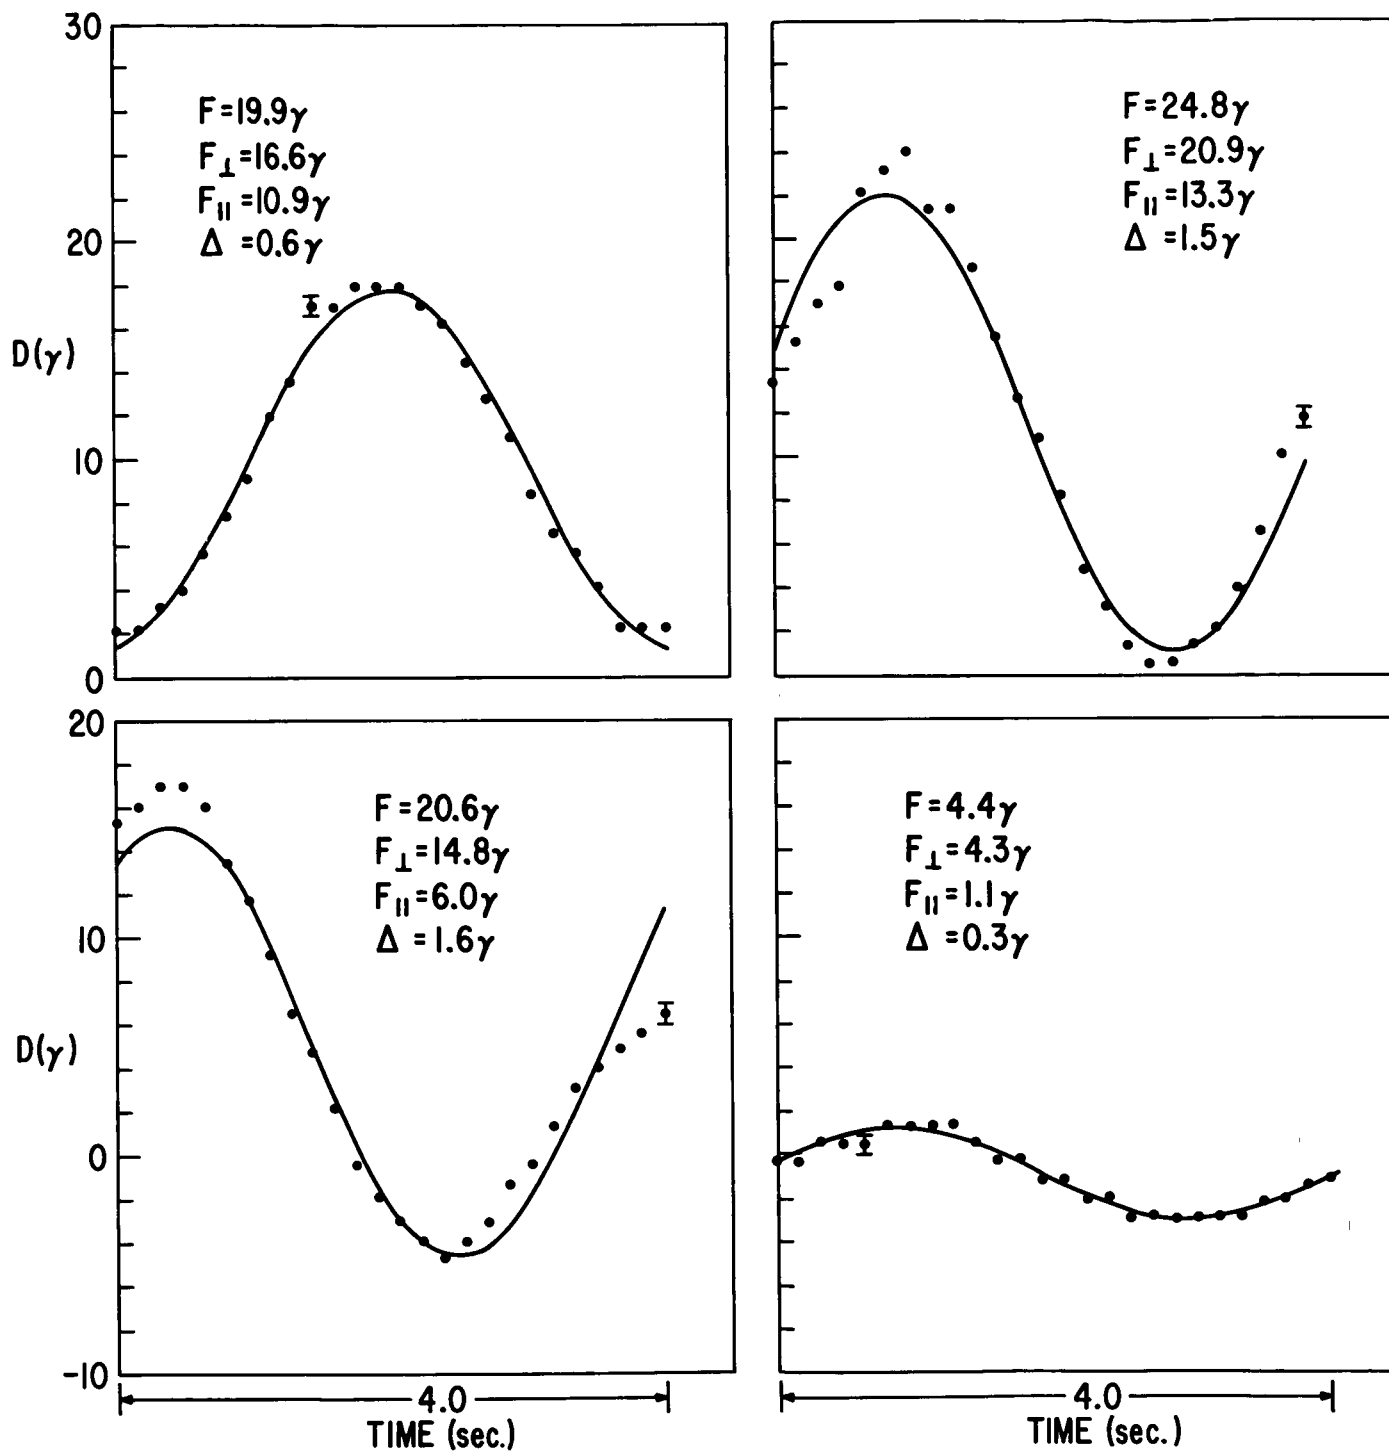 30
20
10
0
D(γ)
F=19.9γ
F⊥=16.6γ
F||=10.9γ
Δ =0.6γ
F=24.8γ
F⊥=20.9γ
F||=13.3γ
Δ =1.5γ
20
10
0
-10
D(γ)
F=20.6γ
F⊥=14.8γ
F||=6.0γ
Δ =1.6γ
F=4.4γ
F⊥=4.3γ
F||=1.1γ
Δ =0.3γ
4.0
TIME (sec.)
4.0
TIME (sec.)